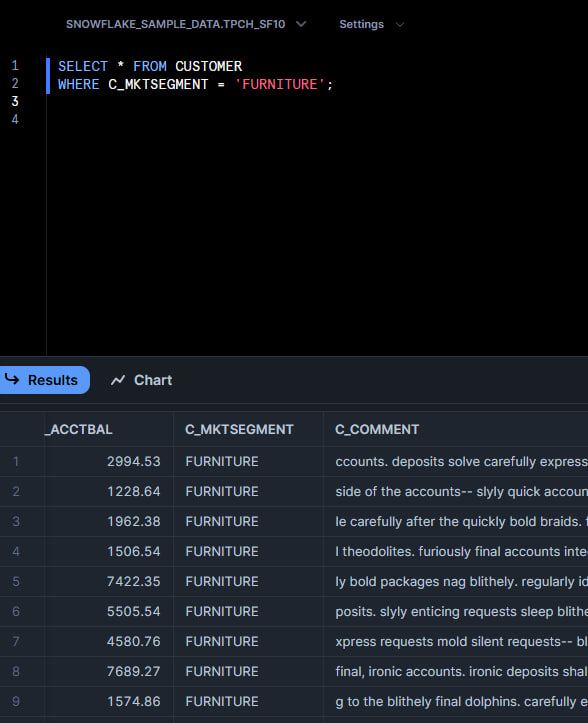 SNOWFLAKE_SAMPLE_DATA.TPCH_SF10 Settings
1 SELECT * FROM CUSTOMER
2 WHERE C_MKTSEGMENT = 'FURNITURE';
3
4
Results Chart
_ACCTBAL C_MKTSEGMENT C_COMMENT
1 2994.53 FURNITURE ccounts. deposits solve carefully express
2 1228.64 FURNITURE side of the accounts-- slyly quick accoun
3 1962.38 FURNITURE le carefully after the quickly bold braids. f
4 1506.54 FURNITURE l theodolites. furiously final accounts inte
5 7422.35 FURNITURE ly bold packages nag blithely. regularly id
6 5505.54 FURNITURE posits. slyly enticing requests sleep blithe
7 4580.76 FURNITURE xpress requests mold silent requests-- bl
8 7689.27 FURNITURE final, ironic accounts. ironic deposits shal
9 1574.86 FURNITURE g to the blithely final dolphins. carefully e